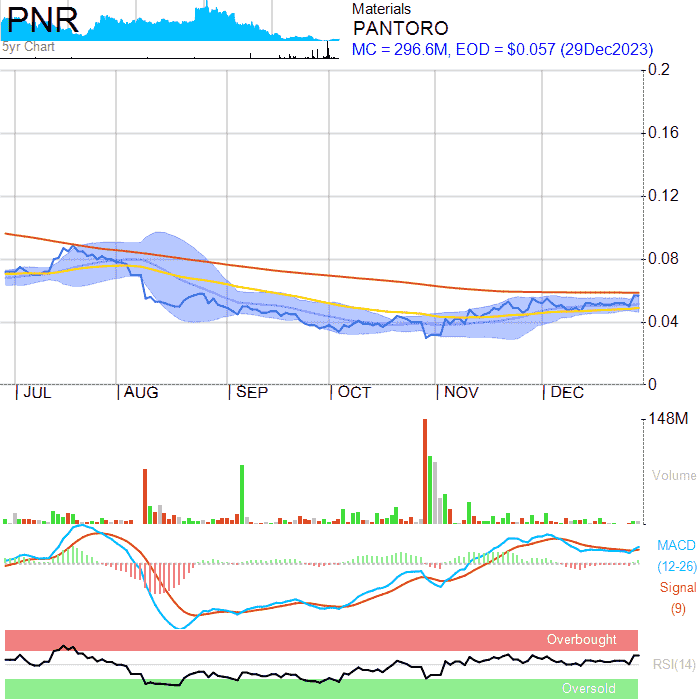 PNR
5yr Chart
Materials
PANTORO
MC = 296.6M, EOD = $0.057 (29Dec2023)
0.2
0.16
0.12
0.08
0.04
0
JUL AUG SEP OCT NOV DEC
148M
Volume
MACD
(12-26)
Signal
(9)
Overbought
RSI(14)
Oversold